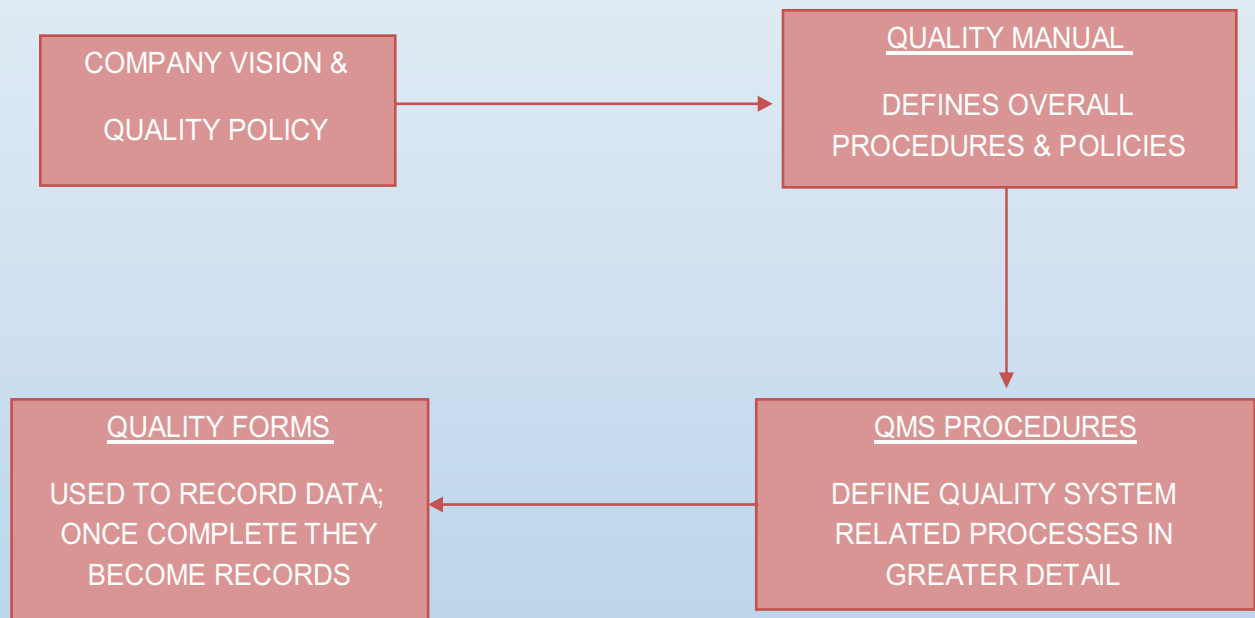 COMPANY VISION &
QUALITY POLICY
QUALITY MANUAL
DEFINES OVERALL
PROCEDURES & POLICIES
QUALITY FORMS
USED TO RECORD DATA;
ONCE COMPLETE THEY
BECOME RECORDS
QMS PROCEDURES
DEFINE QUALITY SYSTEM
RELATED PROCESSES IN
GREATER DETAIL